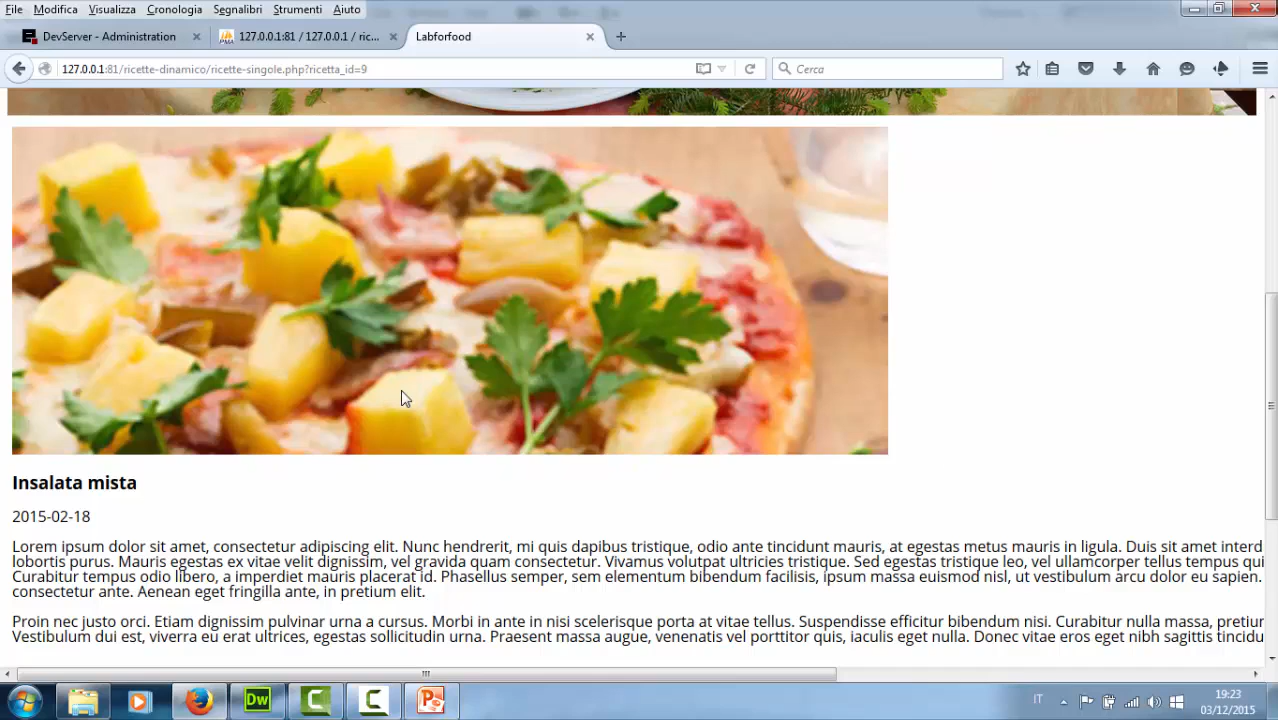 File Modifica Visualizza Cronologia Segnalibri Strumenti Aiuto
DevServer - Administration
127.0.0.1:81 / 127.0.0.1 / ric...
Labforfood
127.0.0.1:81/ricette-dinamico/ricette-singole.php?ricetta_id=9
Cerca
Insalata mista
2015-02-18
Lorem ipsum dolor sit amet, consectetur adipiscing elit. Nunc hendrerit, mi quis dapibus tristique, odio ante tincidunt mauris, at egestas metus mauris in ligula. Duis sit amet interd
lobortis purus. Mauris egestas ex vitae velit dignissim, vel gravida quam consectetur. Vivamus volutpat ultricies tristique. Sed egestas tristique leo, vel ullamcorper tellus tempus qui
Curabitur tempus odio libero, a imperdiet mauris placerat id. Phasellus semper, sem elementum bibendum facilisis, ipsum massa euismod nisl, ut vestibulum arcu dolor eu sapien.
consectetur ante. Aenean eget fringilla ante, in pretium elit.
Proin nec justo orci. Etiam dignissim pulvinar urna a cursus. Morbi in ante in nisi scelerisque porta at vitae tellus. Suspendisse efficitur bibendum nisi. Curabitur nulla massa, pretiur
Vestibulum dui est, viverra eu erat ultrices, egestas sollicitudin urna. Praesent massa augue, venenatis vel porttitor quis, iaculis eget nulla. Donec vitae eros eget nibh sagittis tincidu
Dw
IT
19:23
03/12/2015